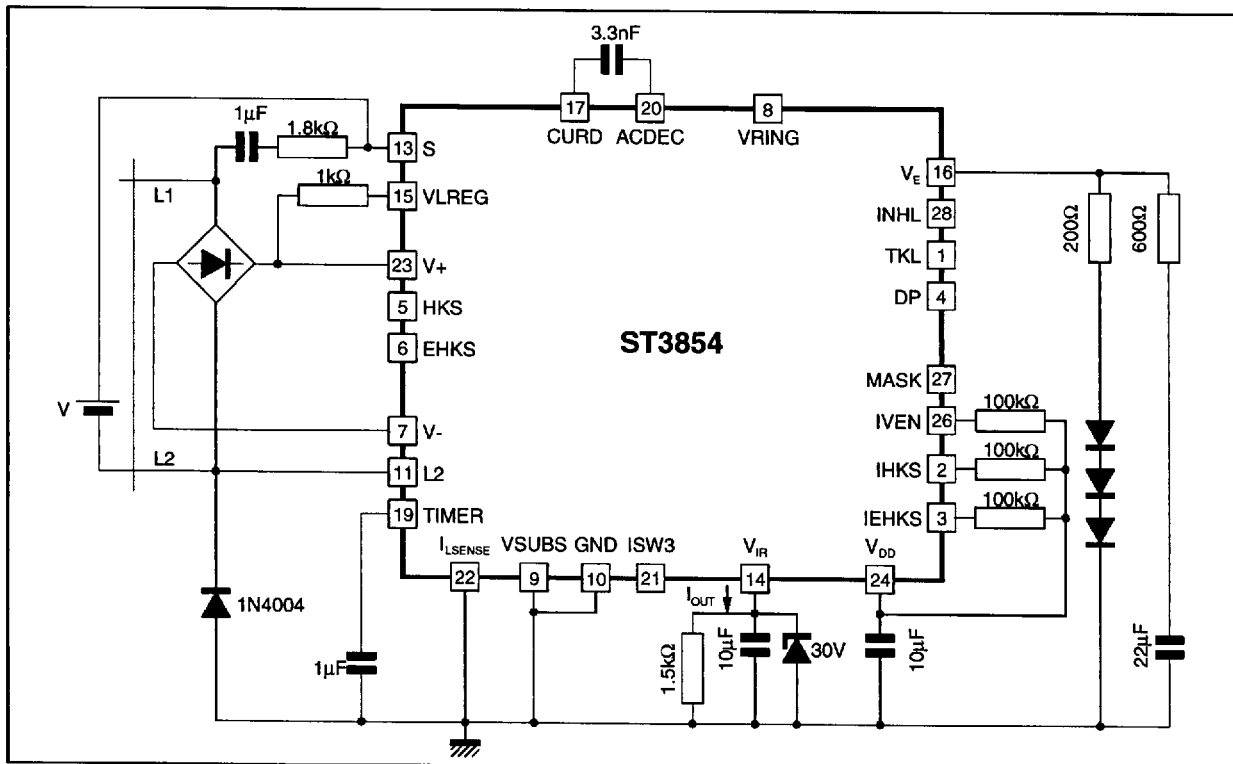 3.3nF
17
20
8
CURD
ACDEC
VRING
1µF
1.8kΩ
13
S
L1
1kΩ
15
VLREG
23
V+
5
HKS
6
EHKS
ST3854
V
7
V-
L2
11
L2
19
TIMER
V_E
16
INHL
28
TKL
1
DP
4
200Ω
600Ω
MASK
27
IVEN
26
100kΩ
IHKS
2
100kΩ
IEHKS
3
100kΩ
I_LSENSE
VSUBS
GND
ISW3
V_IR
V_DD
22
9
10
21
14
24
1N4004
1µF
I_OUT
1.5kΩ
10µF
30V
10µF
22µF